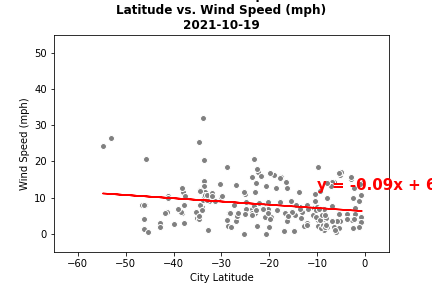 Latitude vs. Wind Speed (mph)
2021-10-19
50
40
30
20
10
0
Wind Speed (mph)
y = -0.09x + 6
−60 −50 −40 −30 −20 −10 0
City Latitude